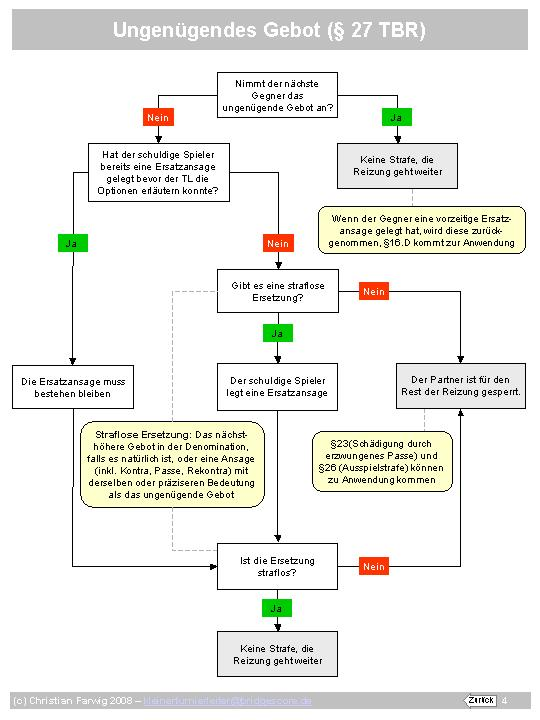 Ungenügendes Gebot (§ 27 TBR)
Nimmt der nächste
Gegner das
ungenügende Gebot an?
Nein
Ja
Hat der schuldige Spieler
bereits eine Ersatzansage
gelegt bevor der TL die
Optionen erläutern konnte?
Keine Strafe, die
Reizung geht weiter
Wenn der Gegner eine vorzeitige Ersatz-
ansage gelegt hat, wird diese zurück-
genommen, §16.D kommt zur Anwendung
Ja
Nein
Gibt es eine straflose
Ersetzung?
Nein
Ja
Die Ersatzansage muss
bestehen bleiben
Der schuldige Spieler
legt eine Ersatzansage
Der Partner ist für den
Rest der Reizung gesperrt.
Straflose Ersetzung: Das nächst-
höhere Gebot in der Denomination,
falls es natürlich ist, oder eine Ansage
(inkl. Kontra, Passe, Rekontra) mit
derselben oder präziseren Bedeutung
als das ungenügende Gebot
§23(Schädigung durch
erzwungenes Passe) und
§26 (Ausspielstrafe) können
zu Anwendung kommen
Ist die Ersetzung
straflos?
Nein
Ja
Keine Strafe, die
Reizung geht weiter
(c) Christian Farwig 2008 – kleinerturnierleiter@bridgescore.de
Zurück 4